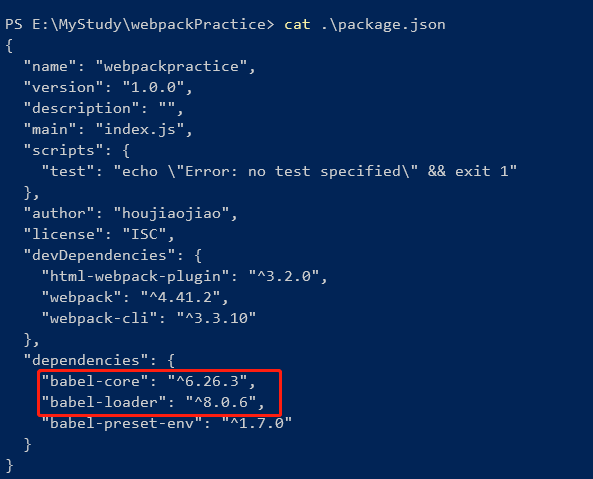 PS E:\MyStudy\webpackPractice> cat .\package.json
{
  "name": "webpackpractice",
  "version": "1.0.0",
  "description": "",
  "main": "index.js",
  "scripts": {
    "test": "echo \"Error: no test specified\" && exit 1"
  },
  "author": "houjiaojiao",
  "license": "ISC",
  "devDependencies": {
    "html-webpack-plugin": "^3.2.0",
    "webpack": "^4.41.2",
    "webpack-cli": "^3.3.10"
  },
  "dependencies": {
    "babel-core": "^6.26.3",
    "babel-loader": "^8.0.6",
    "babel-preset-env": "^1.7.0"
  }
}